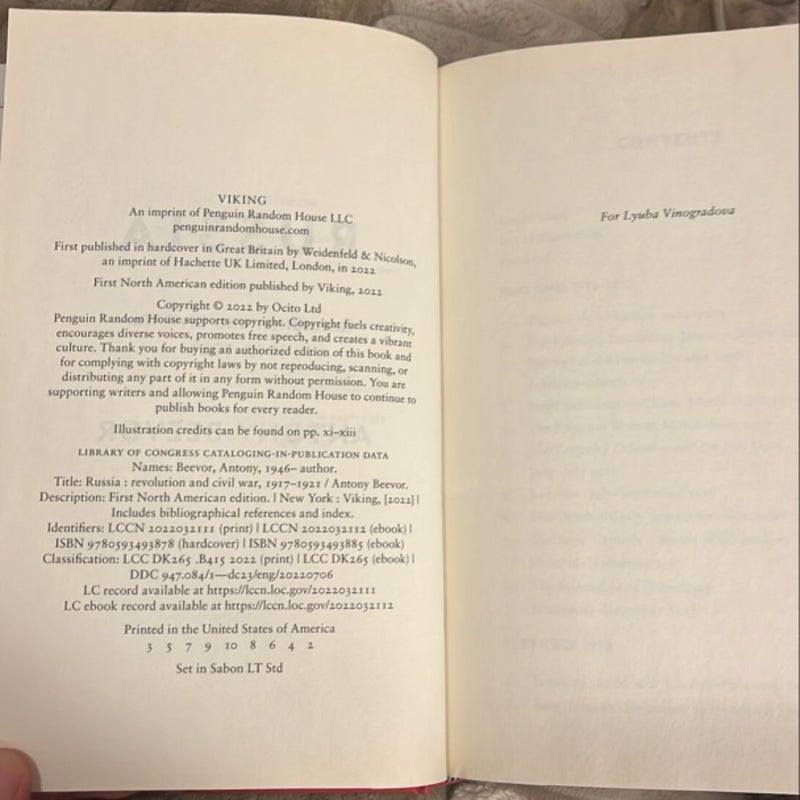 VIKING
An imprint of Penguin Random House LLC
penguinrandomhouse.com
First published in hardcover in Great Britain by Weidenfeld & Nicolson,
an imprint of Hachette UK Limited, London, in 2022
First North American edition published by Viking, 2022
Copyright © 2022 by Ocito Ltd
Penguin Random House supports copyright. Copyright fuels creativity,
encourages diverse voices, promotes free speech, and creates a vibrant
culture. Thank you for buying an authorized edition of this book and
for complying with copyright laws by not reproducing, scanning, or
distributing any part of it in any form without permission. You are
supporting writers and allowing Penguin Random House to continue to
publish books for every reader.
Illustration credits can be found on pp. xi–xiii
LIBRARY OF CONGRESS CATALOGING-IN-PUBLICATION DATA
Names: Beevor, Antony, 1946– author.
Title: Russia : revolution and civil war, 1917–1921 / Antony Beevor.
Description: First North American edition. | New York : Viking, [2022] |
Includes bibliographical references and index.
Identifiers: LCCN 2022032111 (print) | LCCN 2022032112 (ebook) |
ISBN 9780593493878 (hardcover) | ISBN 9780593493885 (ebook)
Classification: LCC DK265 .B415 2022 (print) | LCC DK265 (ebook) |
DDC 947.084/1—dc23/eng/20220706
LC record available at https://lccn.loc.gov/2022032111
LC ebook record available at https://lccn.loc.gov/2022032112
Printed in the United States of America
3 5 7 9 10 8 6 4 2
Set in Sabon LT Std
CONTENTS
For Lyuba Vinogradova